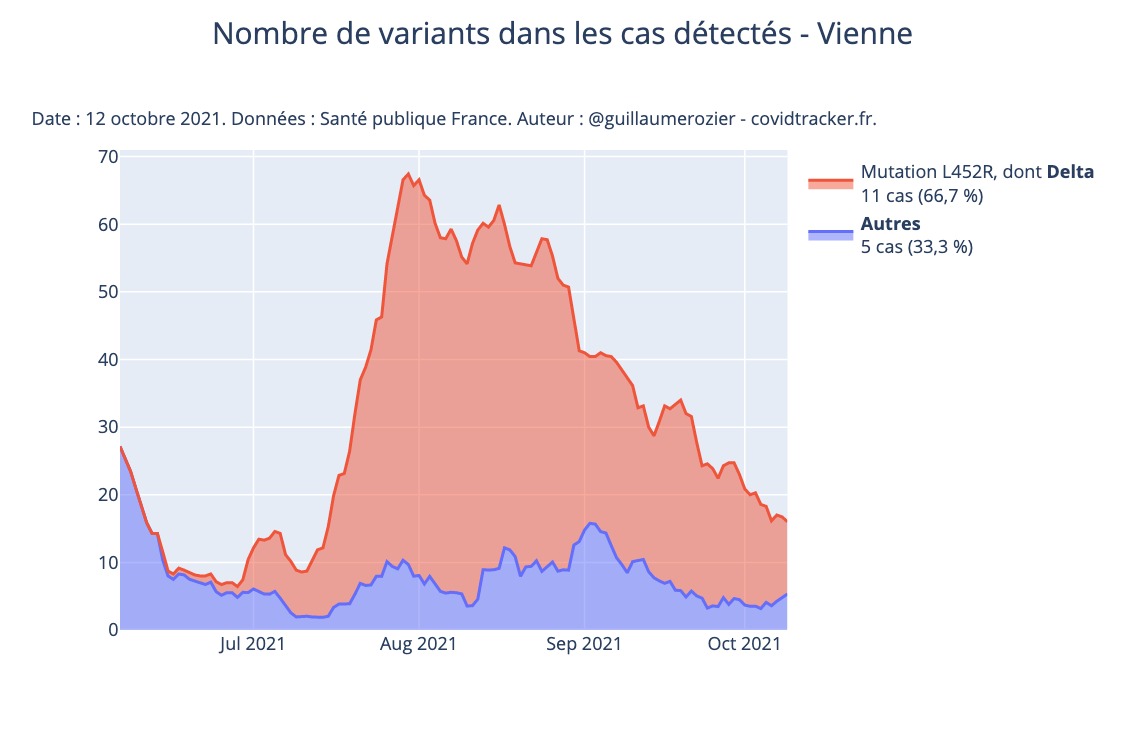 Nombre de variants dans les cas détectés - Vienne
Date : 12 octobre 2021. Données : Santé publique France. Auteur : @guillaumerozier - covidtracker.fr.
70
60
50
40
30
20
10
0
Jul 2021
Aug 2021
Sep 2021
Oct 2021
Mutation L452R, dont Delta
11 cas (66,7 %)
Autres
5 cas (33,3 %)